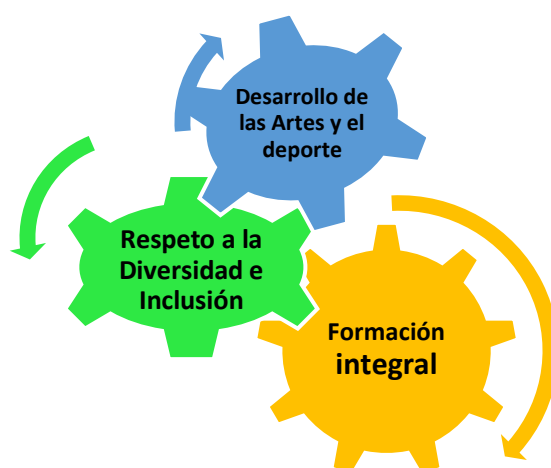 Desarrollo de
las Artes y el
deporte
Respeto a la
Diversidad e
Inclusión
Formación
integral